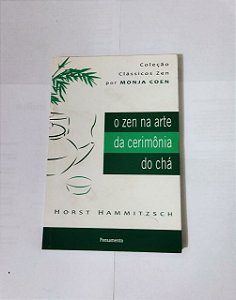 Coleção
Clássicos Zen
por MONJA COEN
o zen na arte
da cerimônia
do chá
HORST HAMMITZSCH
Pensamento